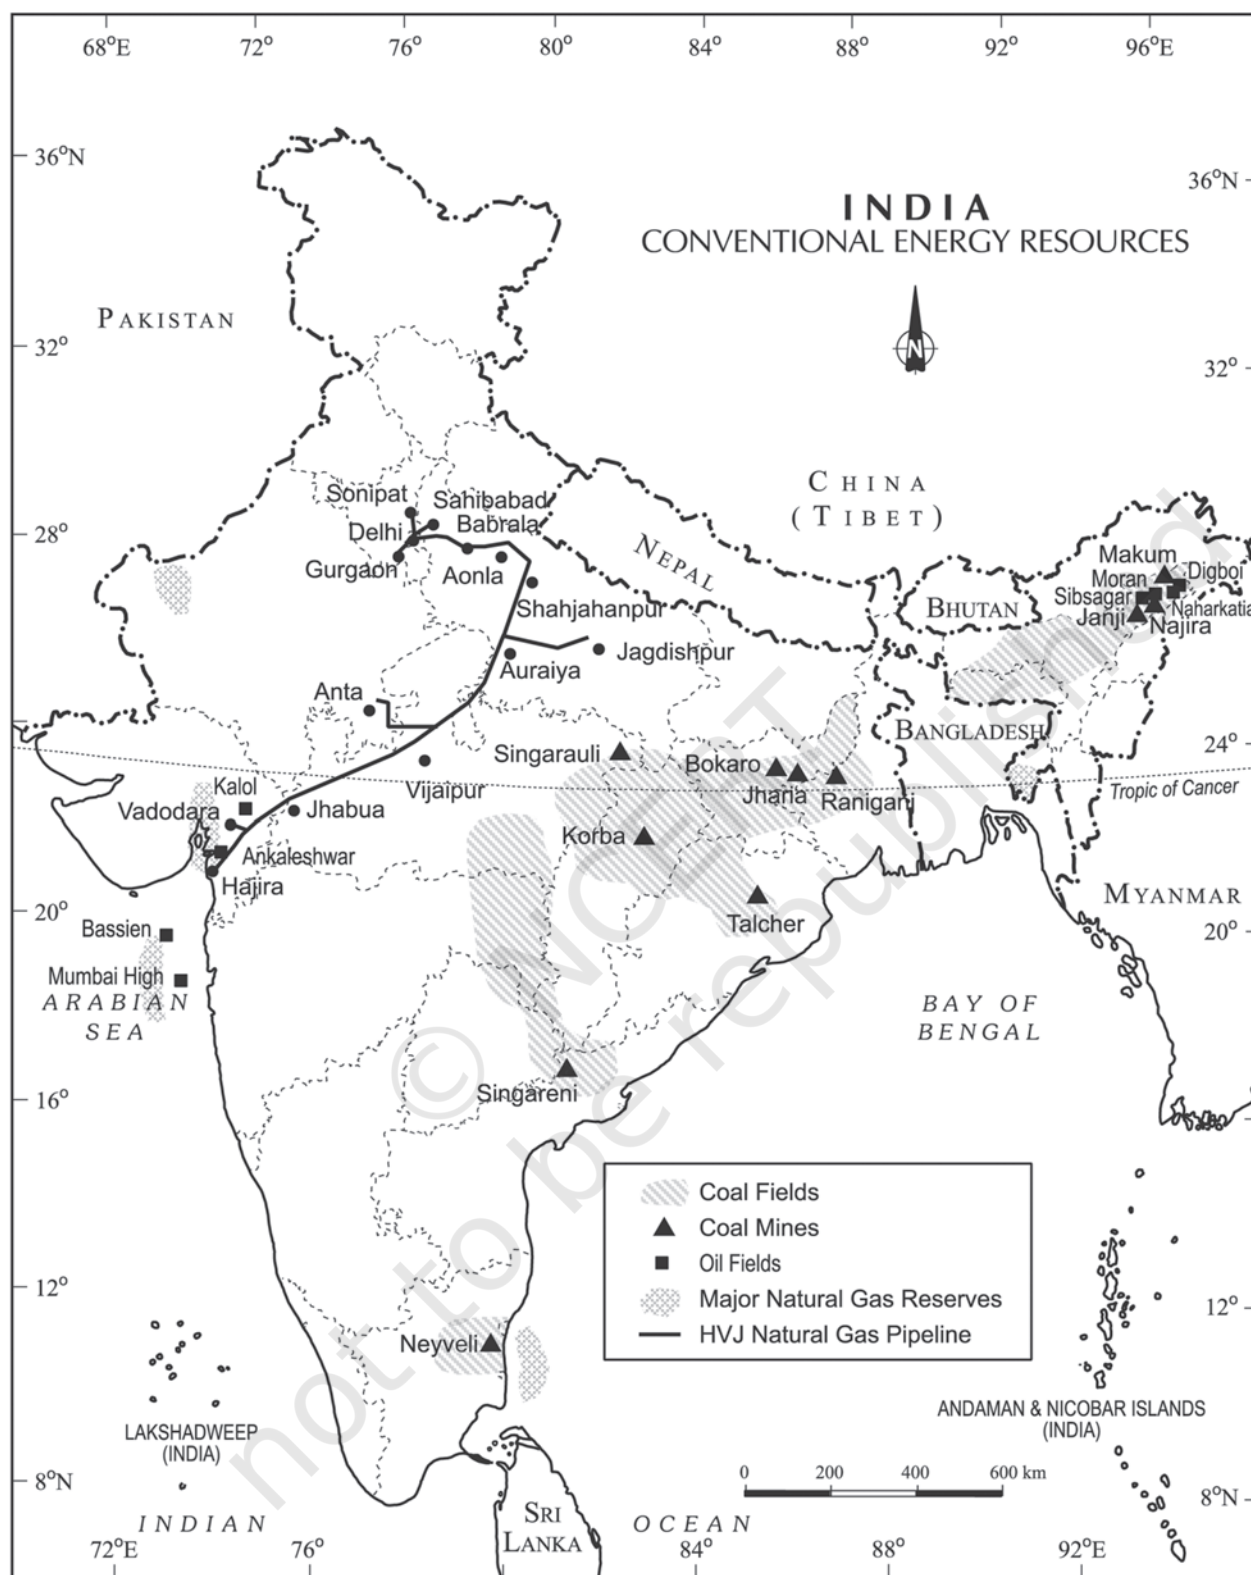 68°E 72° 76° 80° 84° 88° 92° 96°E
36°N
36°N
INDIA
CONVENTIONAL ENERGY RESOURCES
N
PAKISTAN
32°
32°
CHINA
(TIBET)
Sonipat
Sahibabad
Delhi
Babrala
28°
28°
Gurgaon
Aonla
NEPAL
Makum
Moran
Digboi
Shahjahanpur
BHUTAN
Sibsagar
Naharkatia
Janji
Najira
Auraiya
Jagdishpur
Anta
BANGLADESH
24°
Singarauli
Bokaro
Kalol
Vijaipur
Jharia
Raniganj
Tropic of Cancer
Vadodara
Jhabua
Korba
Ankaleshwar
Hajira
MYANMAR
20°
20°
Talcher
Bassien
Mumbai High
ARABIAN
SEA
BAY OF
BENGAL
Singareni
16°
Coal Fields
Coal Mines
Oil Fields
Major Natural Gas Reserves
HVJ Natural Gas Pipeline
12°
12°
Neyveli
LAKSHADWEEP
(INDIA)
ANDAMAN & NICOBAR ISLANDS
(INDIA)
0 200 400 600 km
8°N
8°N
SRI
LANKA
INDIAN OCEAN
72°E 76° 84° 88° 92°E
© NCERT
not to be republished